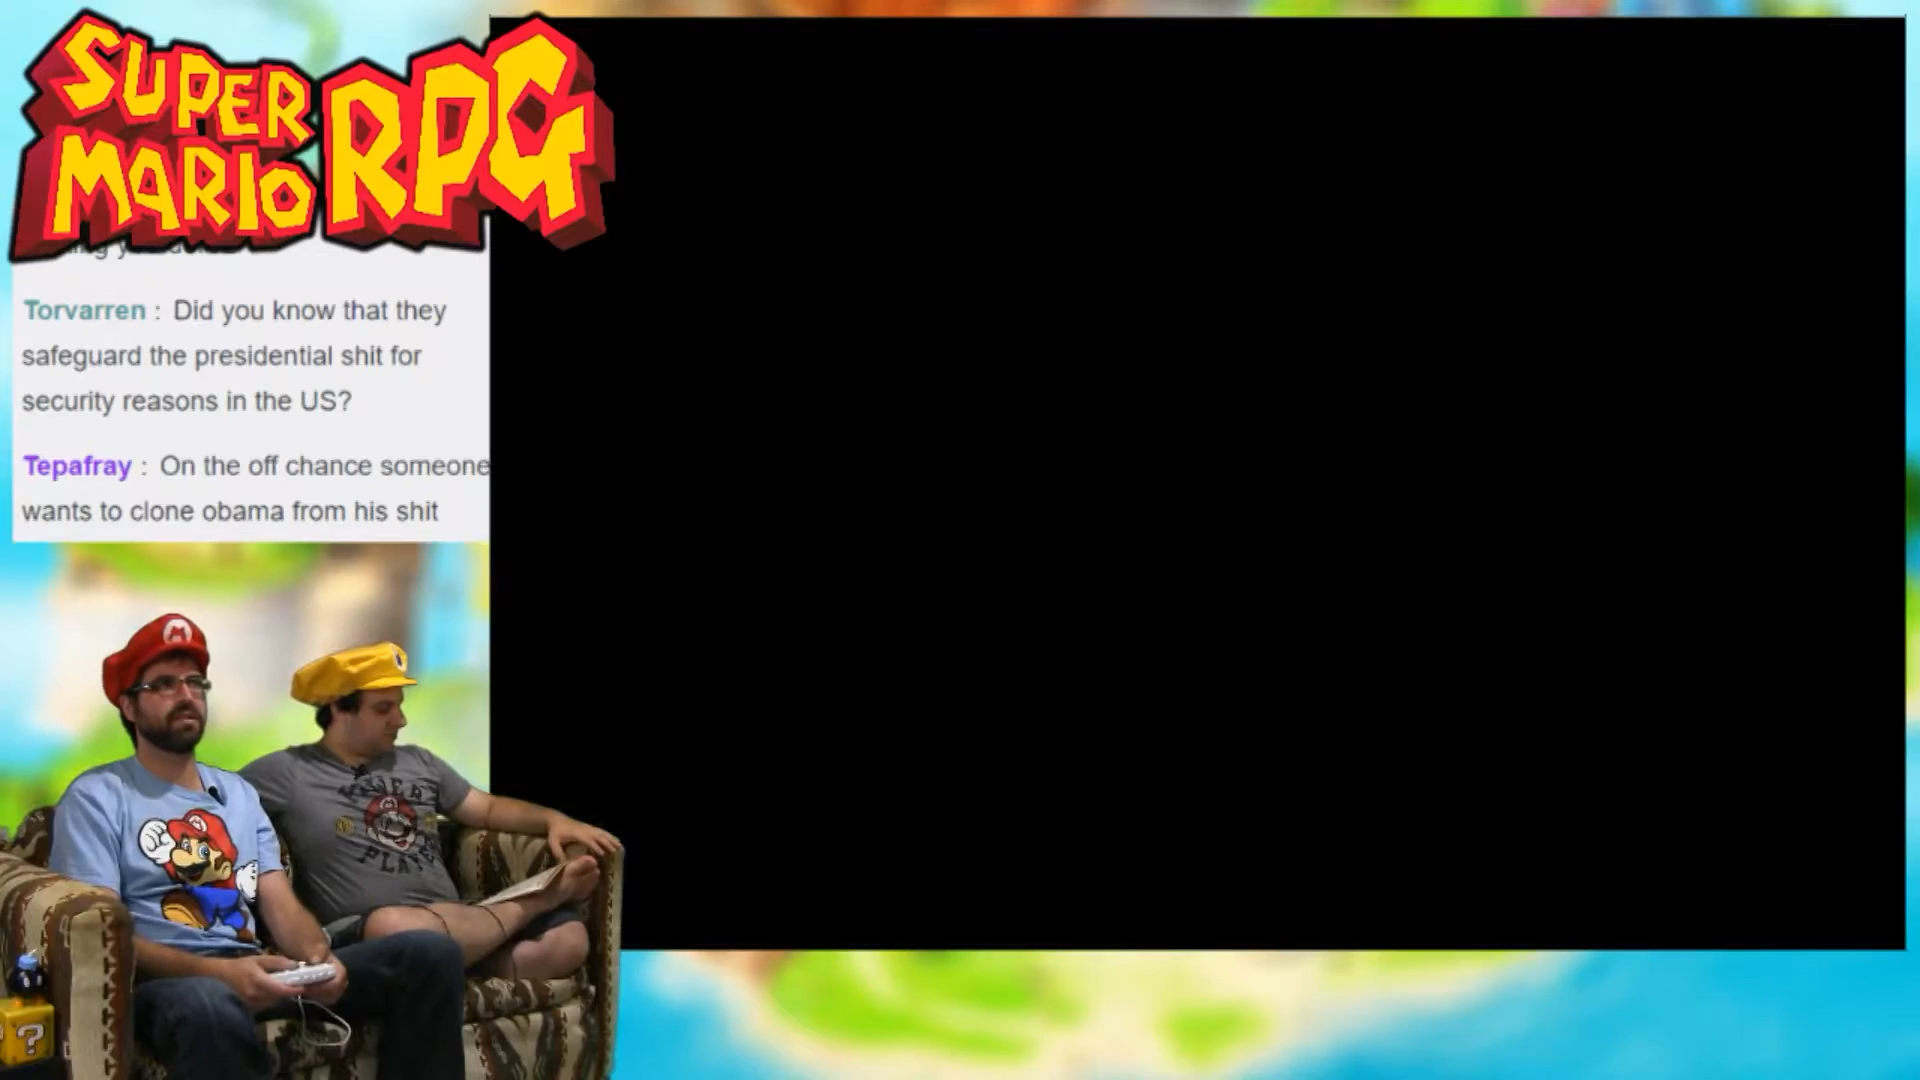 SUPER
MARIO RPG
Torvarren : Did you know that they
safeguard the presidential shit for
security reasons in the US?
Tepafray : On the off chance someone
wants to clone obama from his shit
M
PLAYE
?